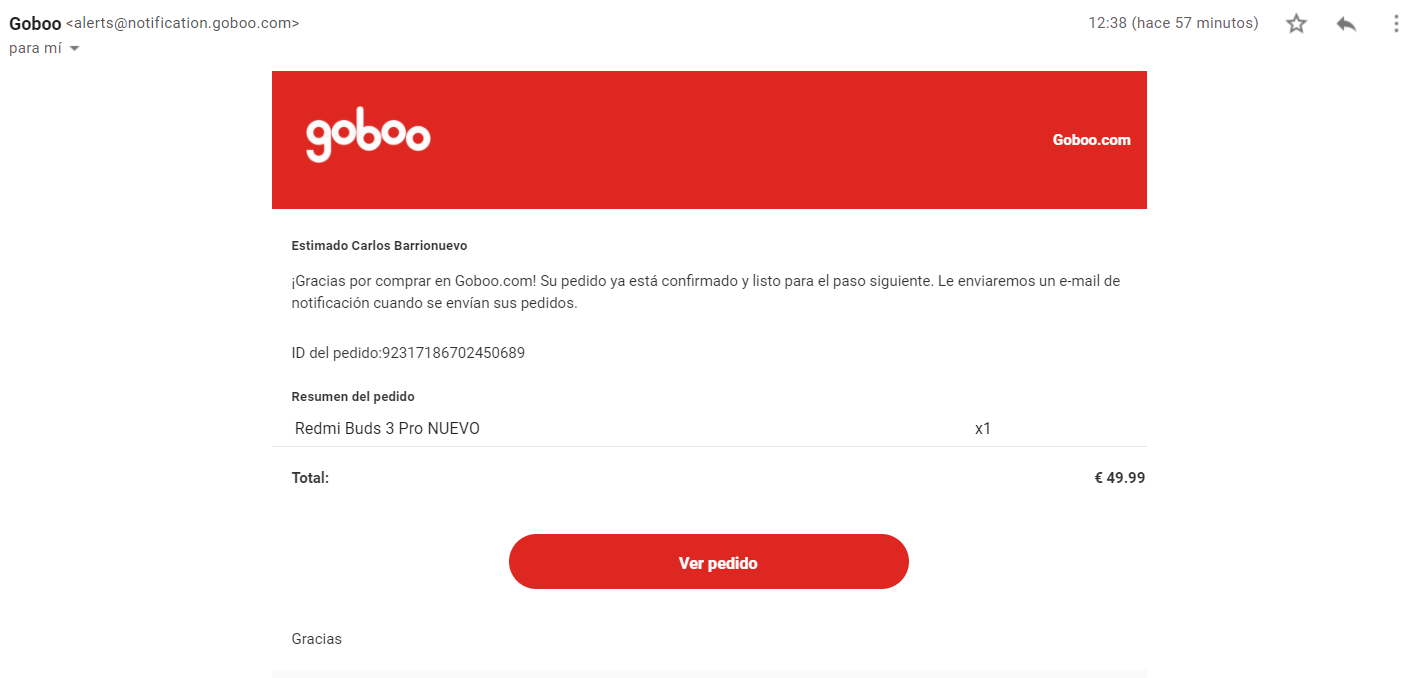 Goboo <alerts@notification.goboo.com> 12:38 (hace 57 minutos)
para mí
goboo
Goboo.com
Estimado Carlos Barrionuevo
¡Gracias por comprar en Goboo.com! Su pedido ya está confirmado y listo para el paso siguiente. Le enviaremos un e-mail de
notificación cuando se envían sus pedidos.
ID del pedido:92317186702450689
Resumen del pedido
Redmi Buds 3 Pro NUEVO x1
Total: € 49.99
Ver pedido
Gracias